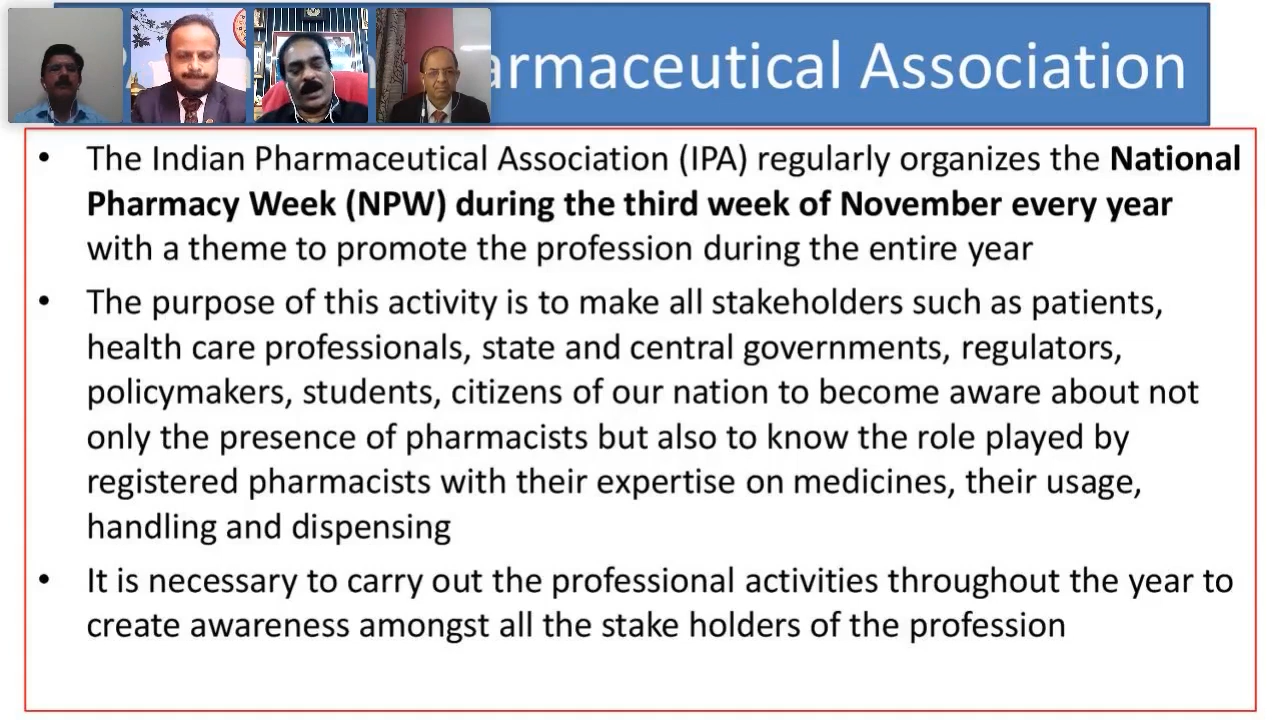 armaceutical Association
• The Indian Pharmaceutical Association (IPA) regularly organizes the National
Pharmacy Week (NPW) during the third week of November every year
with a theme to promote the profession during the entire year
• The purpose of this activity is to make all stakeholders such as patients,
health care professionals, state and central governments, regulators,
policymakers, students, citizens of our nation to become aware about not
only the presence of pharmacists but also to know the role played by
registered pharmacists with their expertise on medicines, their usage,
handling and dispensing
• It is necessary to carry out the professional activities throughout the year to
create awareness amongst all the stake holders of the profession